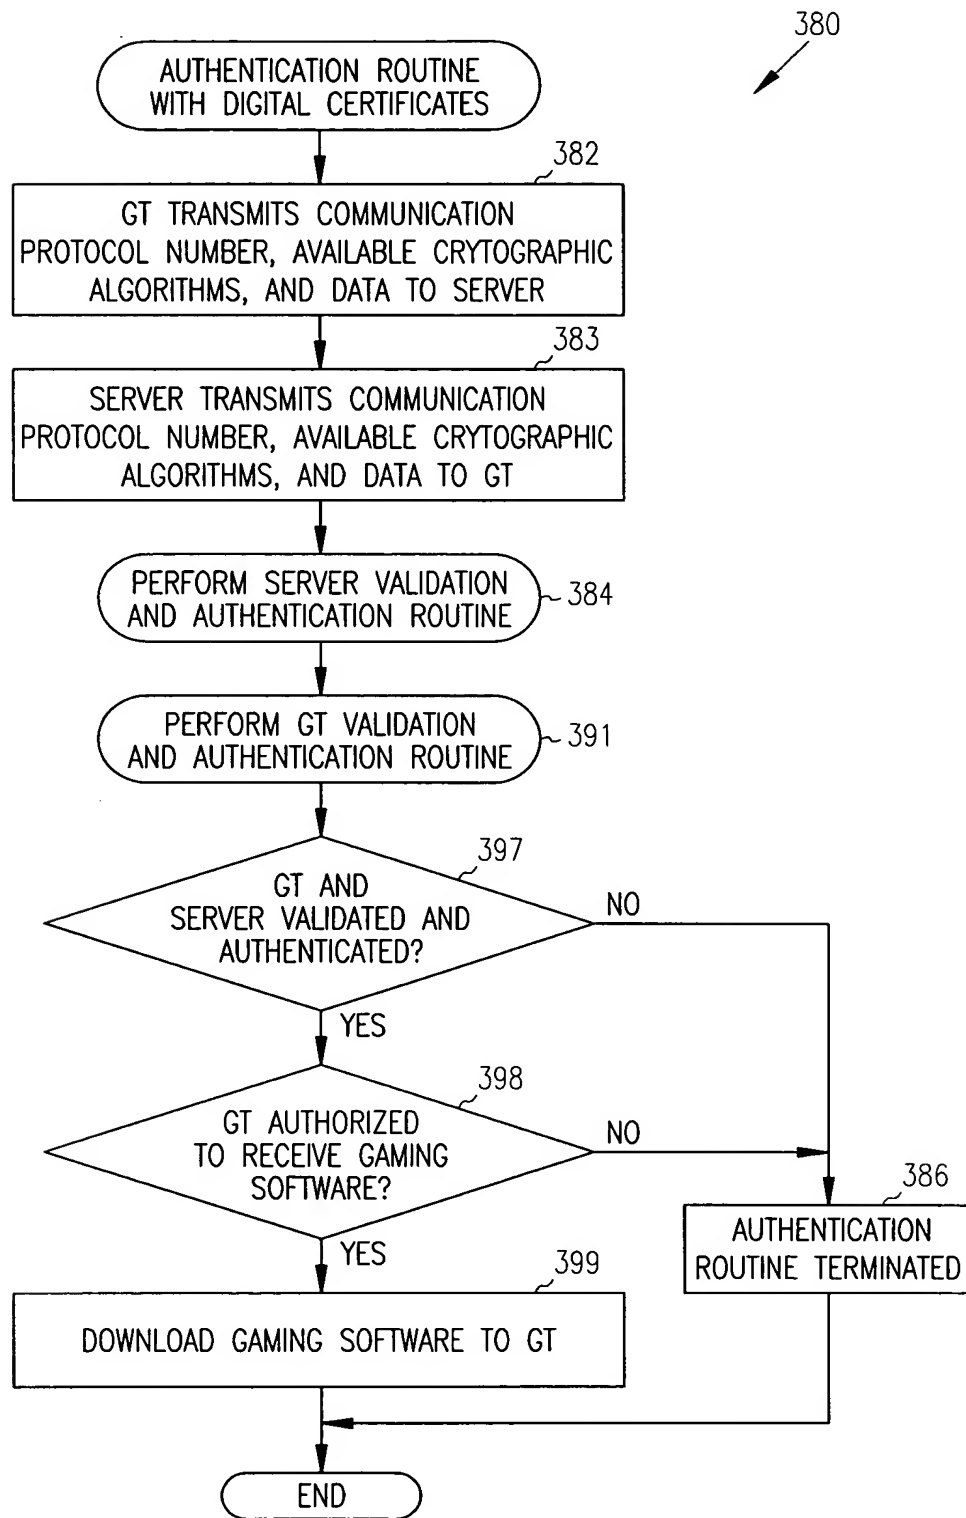 380
AUTHENTICATION ROUTINE
WITH DIGITAL CERTIFICATES
382
GT TRANSMITS COMMUNICATION
PROTOCOL NUMBER, AVAILABLE CRYTOGRAPHIC
ALGORITHMS, AND DATA TO SERVER
383
SERVER TRANSMITS COMMUNICATION
PROTOCOL NUMBER, AVAILABLE CRYTOGRAPHIC
ALGORITHMS, AND DATA TO GT
PERFORM SERVER VALIDATION
AND AUTHENTICATION ROUTINE
384
PERFORM GT VALIDATION
AND AUTHENTICATION ROUTINE
391
397
GT AND
SERVER VALIDATED AND
AUTHENTICATED?
NO
YES
398
GT AUTHORIZED
TO RECEIVE GAMING
SOFTWARE?
NO
YES
386
AUTHENTICATION
ROUTINE TERMINATED
399
DOWNLOAD GAMING SOFTWARE TO GT
END